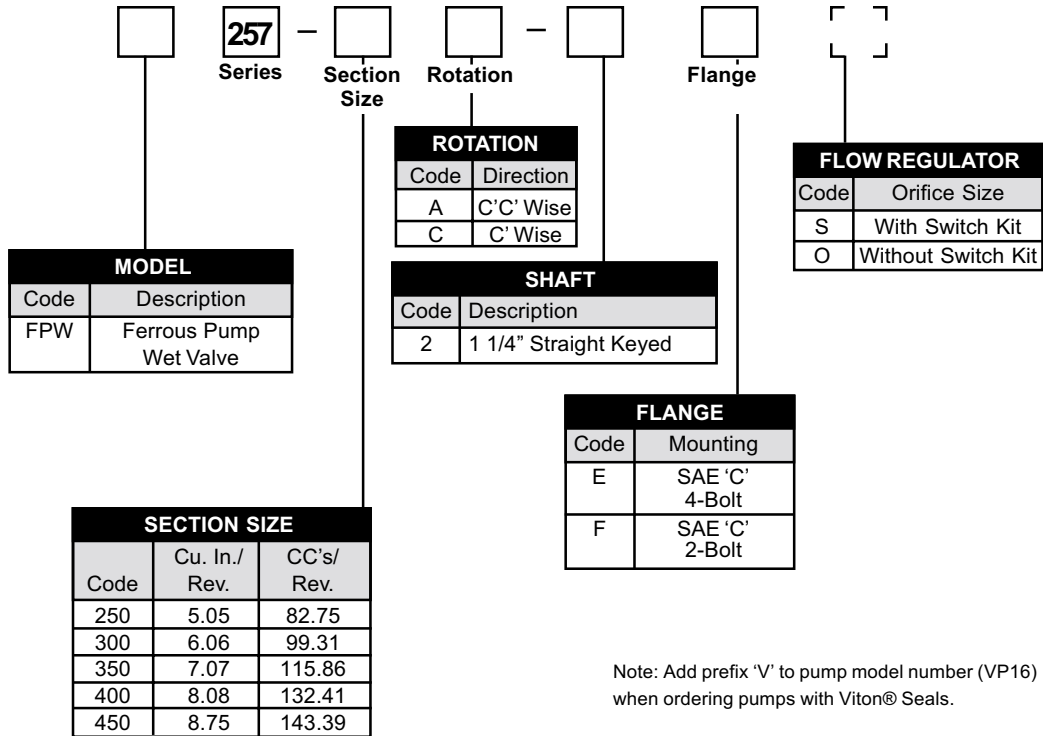 257 – –
Series Section Size Rotation Flange
ROTATION
Code Direction
A C'C' Wise
C C' Wise
FLOW REGULATOR
Code Orifice Size
S With Switch Kit
O Without Switch Kit
MODEL
Code Description
FPW Ferrous Pump
Wet Valve
SHAFT
Code Description
2 1 1/4” Straight Keyed
FLANGE
Code Mounting
E SAE ‘C’
4-Bolt
F SAE ‘C’
2-Bolt
SECTION SIZE
Cu. In./ CC's/
Code Rev. Rev.
250 5.05 82.75
300 6.06 99.31
350 7.07 115.86
400 8.08 132.41
450 8.75 143.39
Note: Add prefix ‘V’ to pump model number (VP16)
when ordering pumps with Viton® Seals.